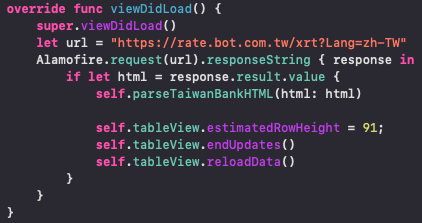 override func viewDidLoad() {
super.viewDidLoad()
let url = "https://rate.bot.com.tw/xrt?Lang=zh-TW"
Alamofire.request(url).responseString { response in
if let html = response.result.value {
self.parseTaiwanBankHTML(html: html)
self.tableView.estimatedRowHeight = 91;
self.tableView.endUpdates()
self.tableView.reloadData()
}
}
}